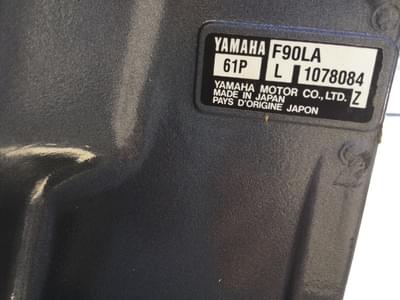 YAMAHA F90LA
61P L 1078084
YAMAHA MOTOR CO., LTD. Z
MADE IN JAPAN
PAYS D'ORIGINE JAPON